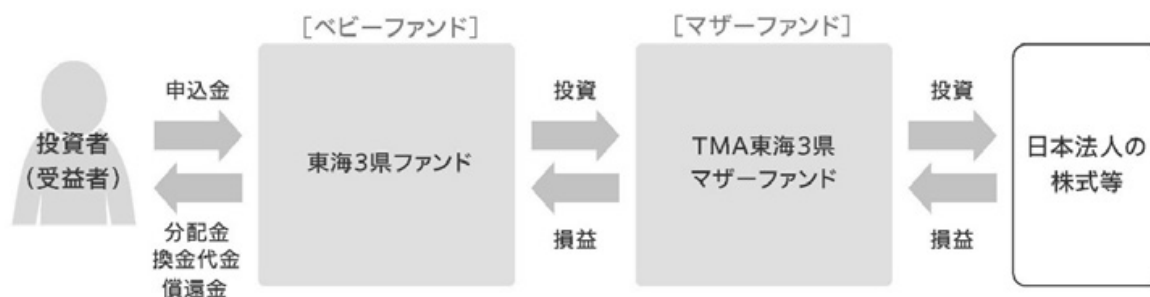 [ベビーファンド]
[マザーファンド]
申込金
投資
投資
投資者
(受益者)
東海3県ファンド
TMA東海3県
マザーファンド
日本法人の
株式等
分配金
換金代金
償還金
損益
損益